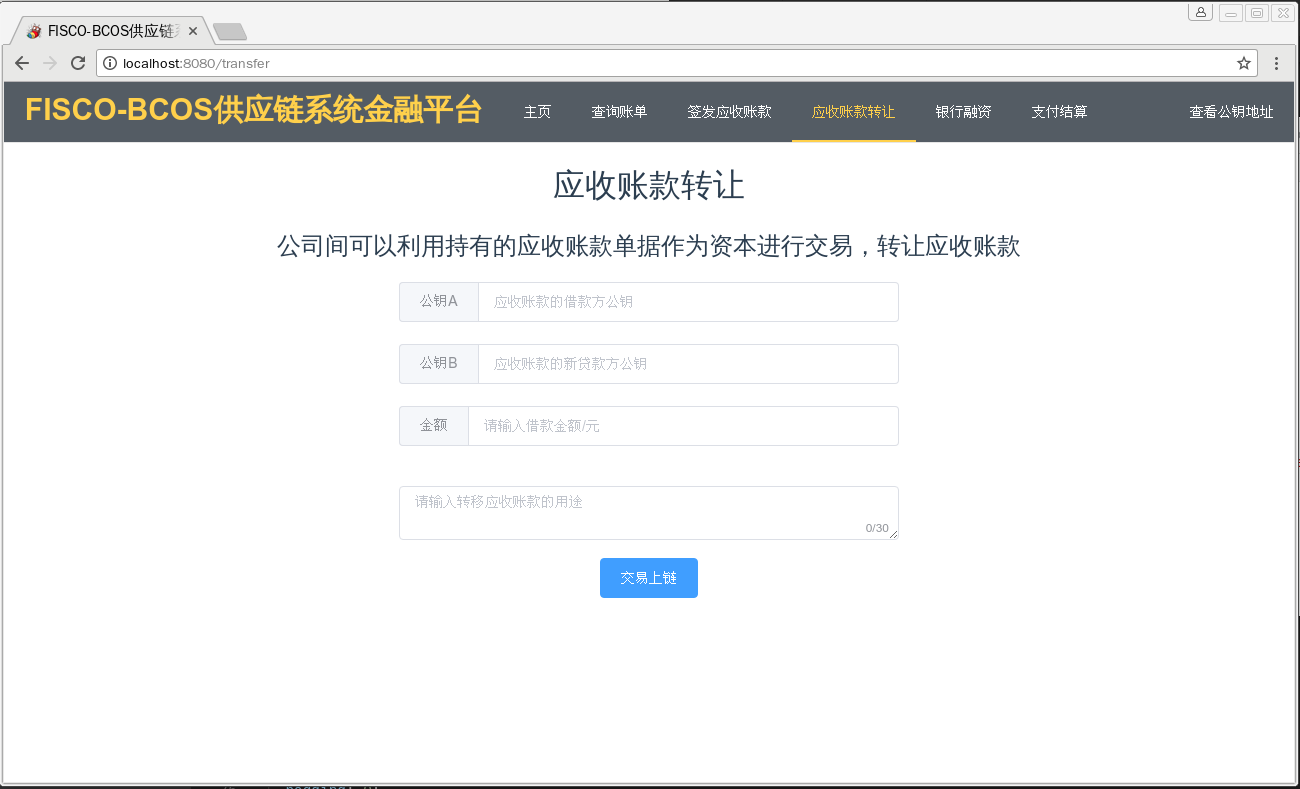 FISCO-BCOS供应链
localhost:8080/transfer
FISCO-BCOS供应链系统金融平台 主页 查询账单 签发应收账款 应收账款转让 银行融资 支付结算 查看公钥地址
应收账款转让
公司间可以利用持有的应收账款单据作为资本进行交易，转让应收账款
公钥A 应收账款的借款方公钥
公钥B 应收账款的新贷款方公钥
金额 请输入借款金额/元
请输入转移应收账款的用途
0/30
交易上链